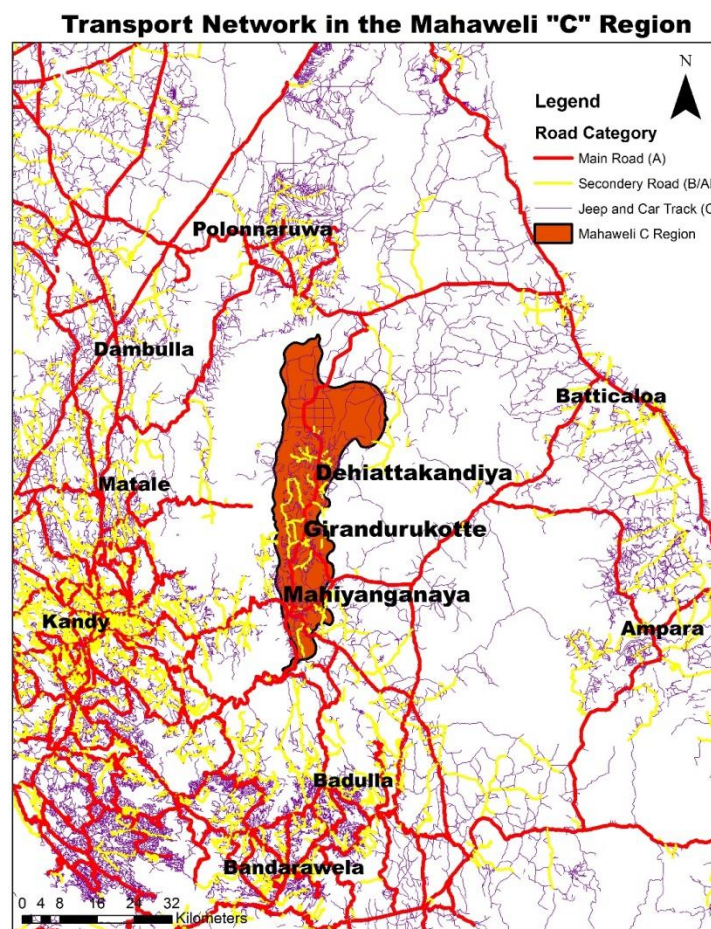 Transport Network in the Mahaweli "C" Region
N
Legend
Road Category
Main Road (A)
Secondery Road (B/A
Jeep and Car Track (C
Mahaweli C Region
Polonnaruwa
Dambulla
Batticaloa
Dehiattakandiya
Matale
Girandurukotte
Mahiyanganaya
Kandy
Ampara
Badulla
Bandarawela
0 4 8 16 24 32
Kilometers